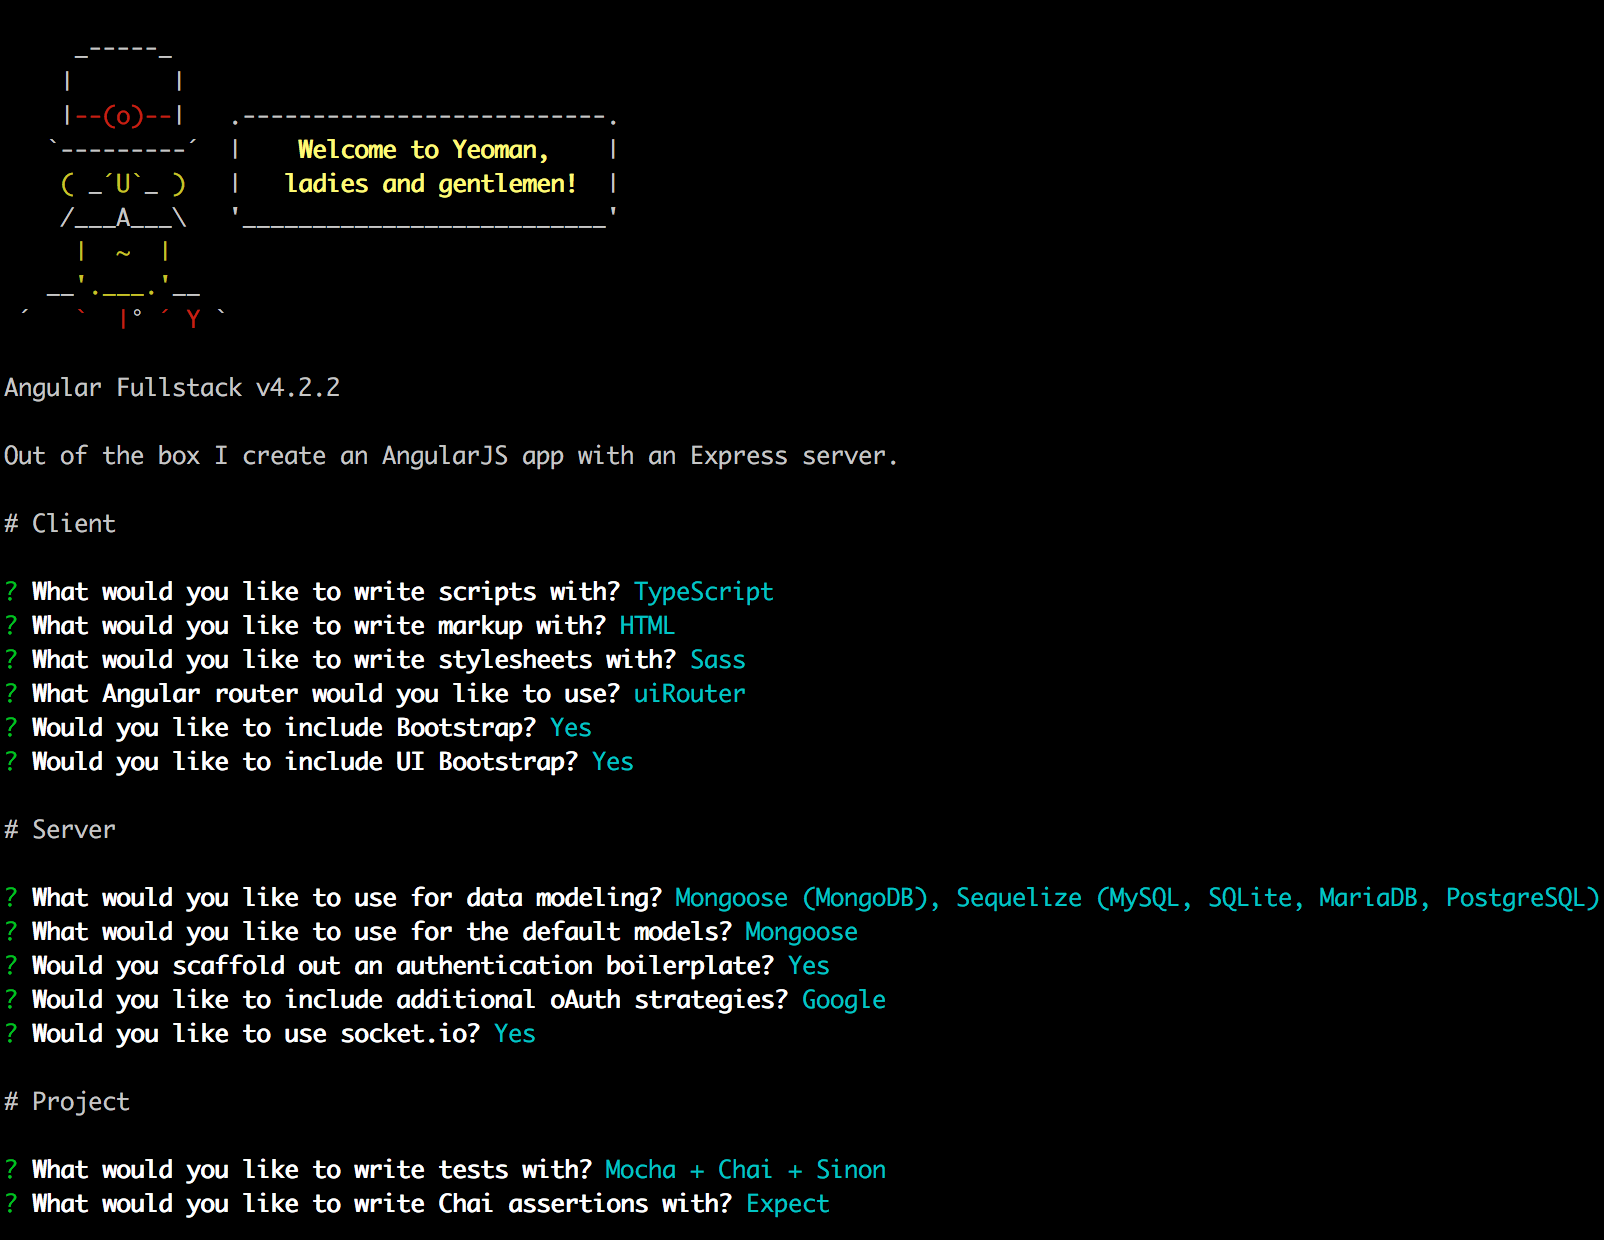 _-----_
    |       |
    |--(o)--|   .--------------------------.
   `---------´  |    Welcome to Yeoman,    |
    ( _´U`_ )   |   ladies and gentlemen!  |
    /___A___\   '__________________________'
     |  ~  |
   __'.___.'__
 ´   `  |° ´ Y `
Angular Fullstack v4.2.2
Out of the box I create an AngularJS app with an Express server.
# Client
? What would you like to write scripts with? TypeScript
? What would you like to write markup with? HTML
? What would you like to write stylesheets with? Sass
? What Angular router would you like to use? uiRouter
? Would you like to include Bootstrap? Yes
? Would you like to include UI Bootstrap? Yes
# Server
? What would you like to use for data modeling? Mongoose (MongoDB), Sequelize (MySQL, SQLite, MariaDB, PostgreSQL)
? What would you like to use for the default models? Mongoose
? Would you scaffold out an authentication boilerplate? Yes
? Would you like to include additional oAuth strategies? Google
? Would you like to use socket.io? Yes
# Project
? What would you like to write tests with? Mocha + Chai + Sinon
? What would you like to write Chai assertions with? Expect